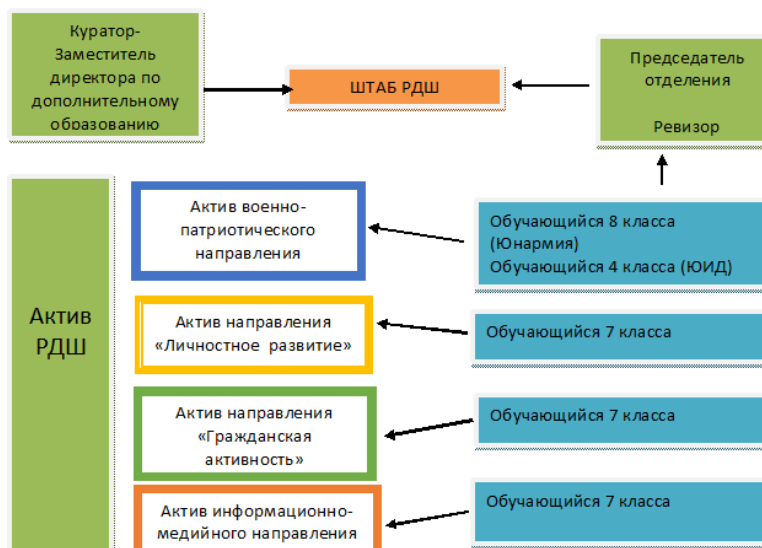 Куратор-
Заместитель
директора по
дополнительному
образованию
ШТАБ РДШ
Председатель
отделения
Ревизор
Актив
РДШ
Актив военно-
патриотического
направления
Обучающийся 8 класса
(Юнармия)
Обучающийся 4 класса (ЮИД)
Актив направления
«Личностное развитие»
Обучающийся 7 класса
Актив направления
«Гражданская
активность»
Обучающийся 7 класса
Актив информационно-
медийного направления
Обучающийся 7 класса